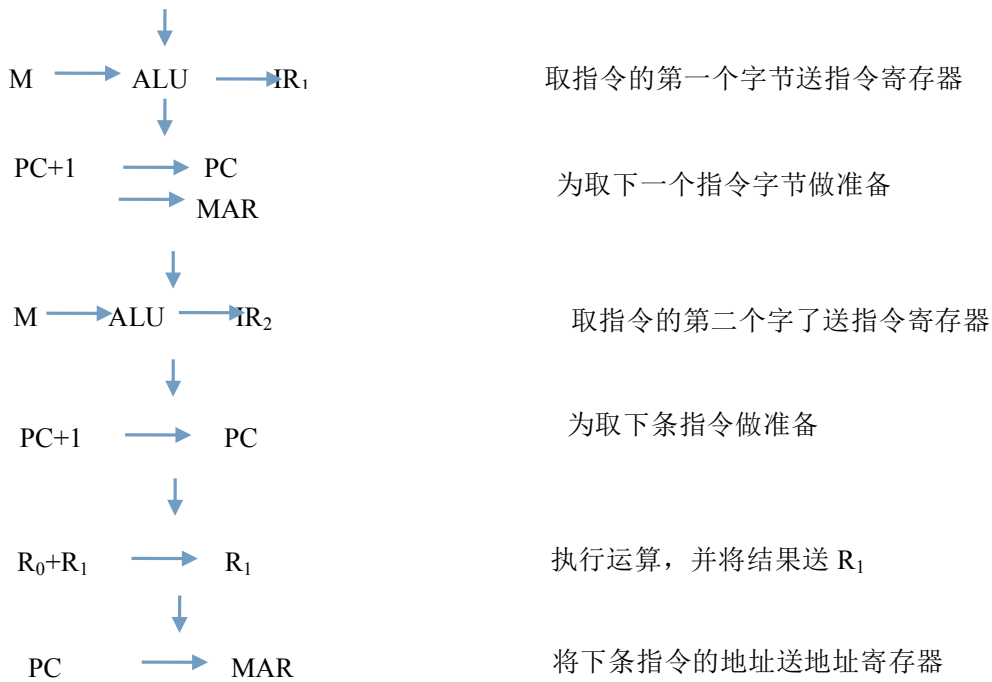 M ALU IR₁ 取指令的第一个字节送指令寄存器
PC+1 PC
MAR
为取下一个指令字节做准备
M ALU IR₂ 取指令的第二个字了送指令寄存器
PC+1 PC 为取下条指令做准备
R₀+R₁ R₁ 执行运算，并将结果送 R₁
PC MAR 将下条指令的地址送地址寄存器